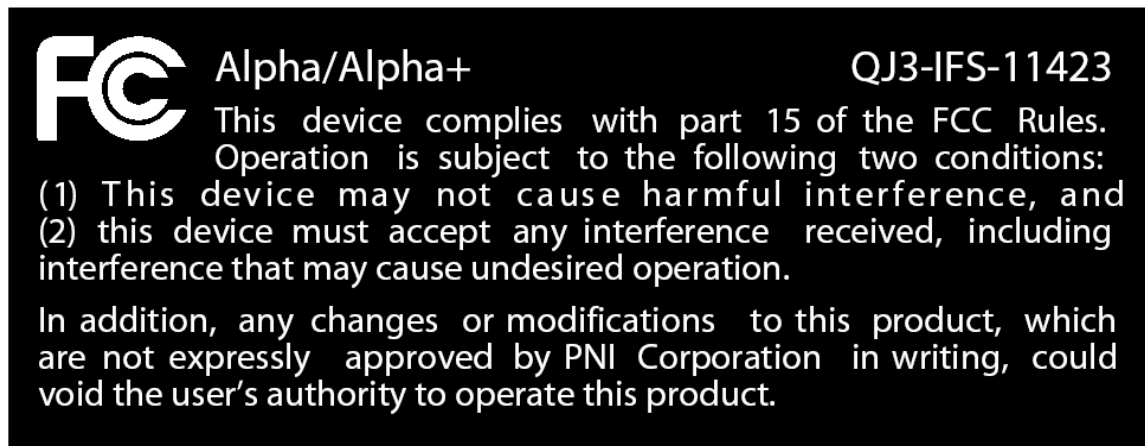 FCC Alpha/Alpha+ QJ3-IFS-11423
This device complies with part 15 of the FCC Rules.
Operation is subject to the following two conditions:
(1) This device may not cause harmful interference, and
(2) this device must accept any interference received, including
interference that may cause undesired operation.
In addition, any changes or modifications to this product, which
are not expressly approved by PNI Corporation in writing, could
void the user’s authority to operate this product.